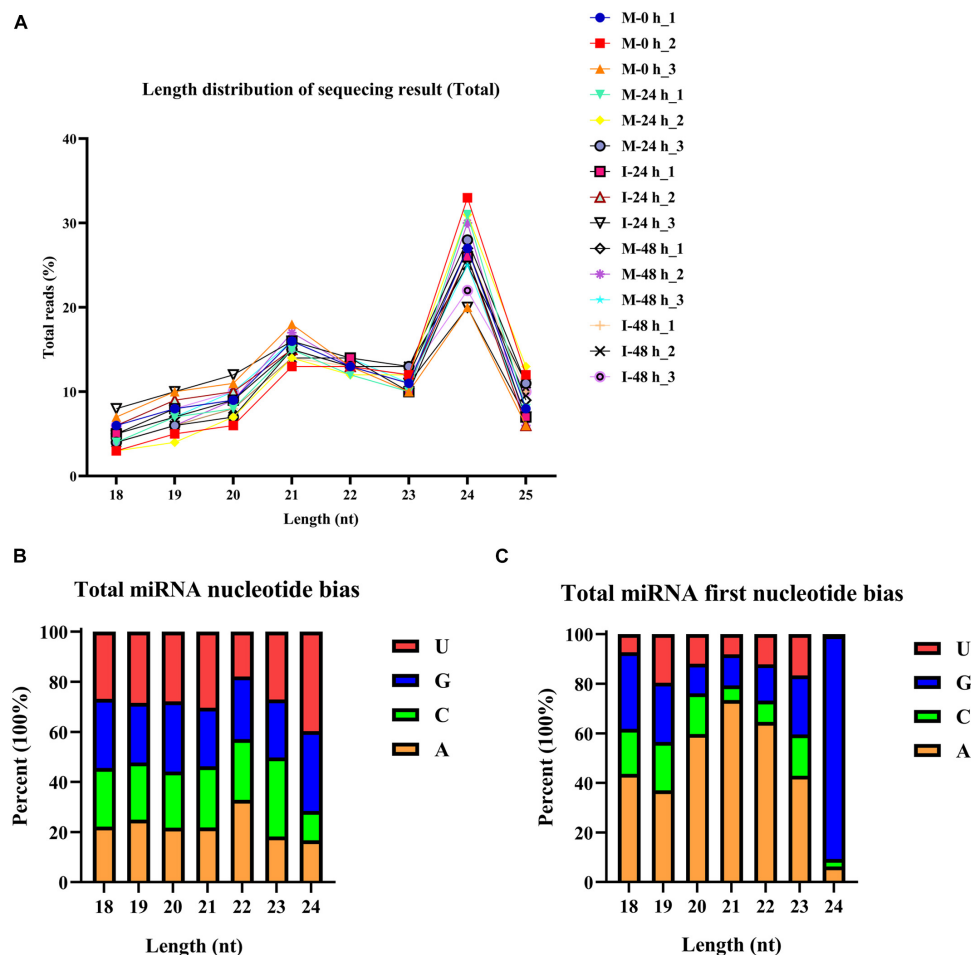 A
Length distribution of sequecing result (Total)
40
30
20
10
0
Total reads (%)
18 19 20 21 22 23 24 25
Length (nt)
M-0 h_1
M-0 h_2
M-0 h_3
M-24 h_1
M-24 h_2
M-24 h_3
I-24 h_1
I-24 h_2
I-24 h_3
M-48 h_1
M-48 h_2
M-48 h_3
I-48 h_1
I-48 h_2
I-48 h_3
B
Total miRNA nucleotide bias
100
80
60
40
20
0
Percent (100%)
18 19 20 21 22 23 24
Length (nt)
U
G
C
A
C
Total miRNA first nucleotide bias
100
80
60
40
20
0
Percent (100%)
18 19 20 21 22 23 24
Length (nt)
U
G
C
A